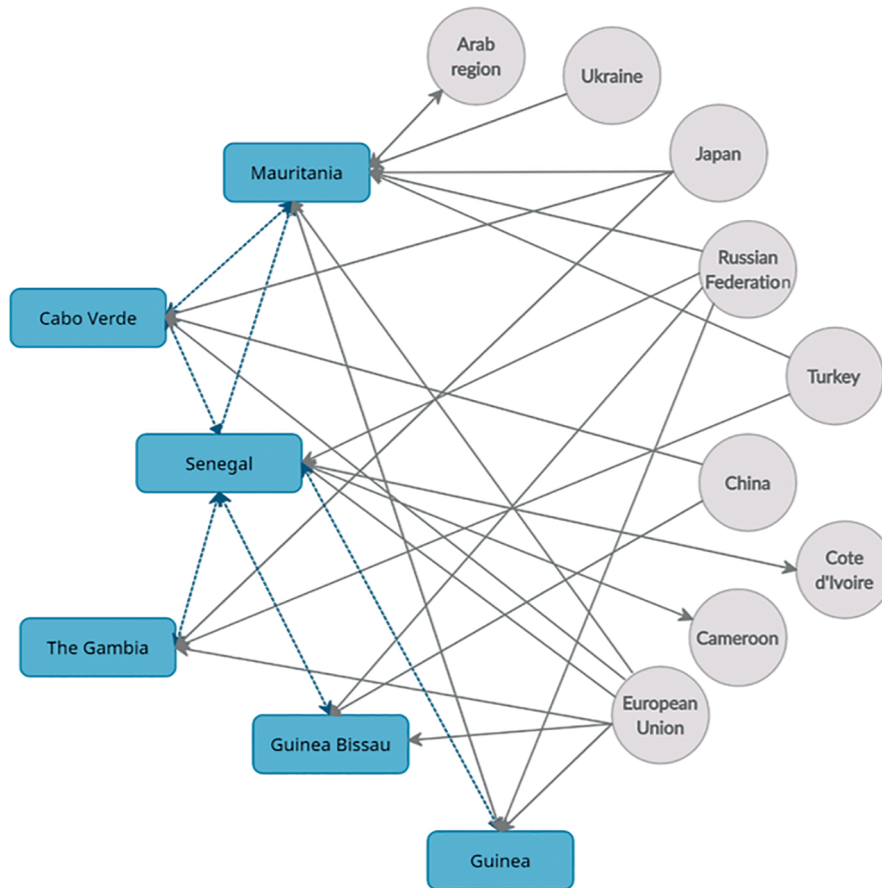 Arab
region
Ukraine
Japan
Mauritania
Russian
Federation
Cabo Verde
Turkey
Senegal
China
Cote
d'Ivoire
Cameroon
The Gambia
European
Union
Guinea Bissau
Guinea